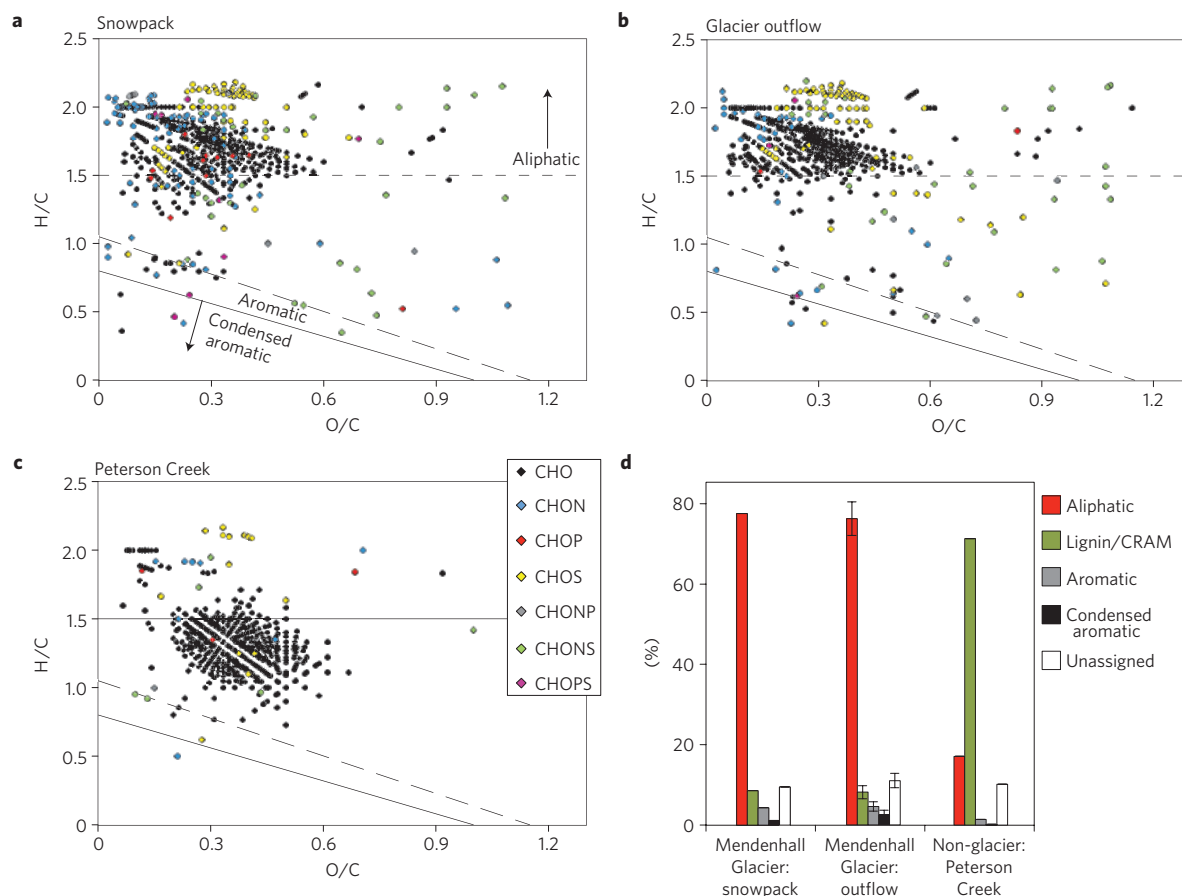 a
Snowpack
2.5
2.0
1.5
1.0
0.5
0
H/C
Aliphatic
Aromatic
Condensed
aromatic
0 0.3 0.6 0.9 1.2
O/C
b
Glacier outflow
2.5
2.0
1.5
1.0
0.5
0
H/C
0 0.3 0.6 0.9 1.2
O/C
c
Peterson Creek
2.5
2.0
1.5
1.0
0.5
0
H/C
0 0.3 0.6 0.9 1.2
O/C
CHO
CHON
CHOP
CHOS
CHONP
CHONS
CHOPS
d
80
60
40
20
0
(%)
Mendenhall
Glacier:
snowpack
Mendenhall
Glacier:
outflow
Non-glacier:
Peterson
Creek
Aliphatic
Lignin/CRAM
Aromatic
Condensed
aromatic
Unassigned